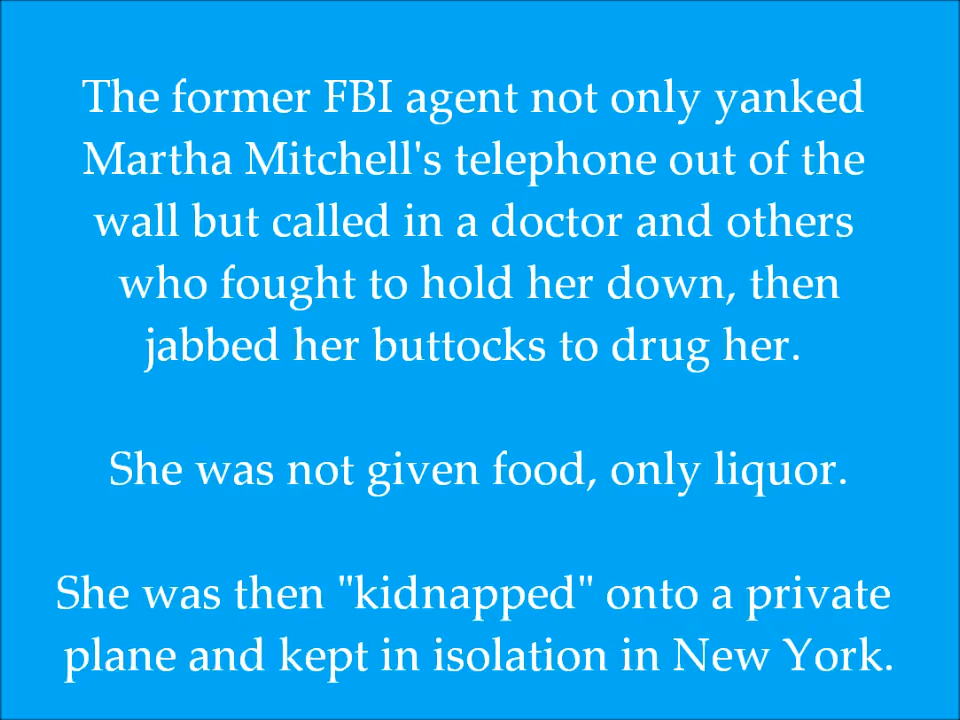 The former FBI agent not only yanked
Martha Mitchell's telephone out of the
wall but called in a doctor and others
who fought to hold her down, then
jabbed her buttocks to drug her.
She was not given food, only liquor.
She was then "kidnapped" onto a private
plane and kept in isolation in New York.